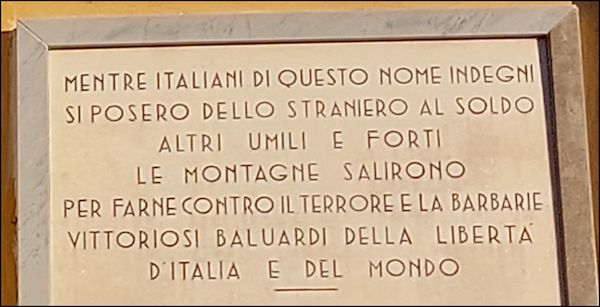 MENTRE ITALIANI DI QUESTO NOME INDEGNI
SI POSERO DELLO STRANIERO AL SOLDO
ALTRI UMILI E FORTI
LE MONTAGNE SALIRONO
PER FARNE CONTRO IL TERRORE E LA BARBARIE
VITTORIOSI BALUARDI DELLA LIBERTÀ
D'ITALIA E DEL MONDO